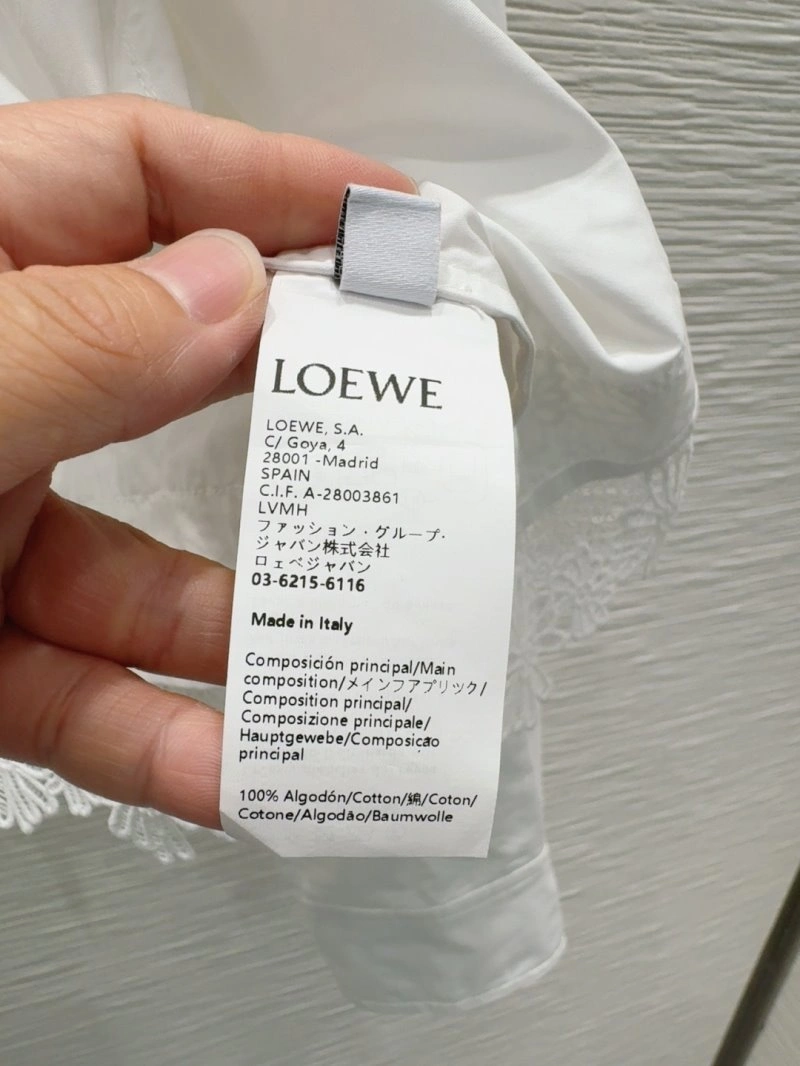 LOEWE
LOEWE, S.A.
C/ Goya, 4
28001 -Madrid
SPAIN
C.I.F. A-28003861
LVMH
ファッション・グループ・
ジャパン株式会社
ロエベジャパン
03-6215-6116
Made in Italy
Composición principal/Main
composition/メインファブリック/
Composition principal/
Composizione principale/
Hauptgewebe/Composicão
principal
100% Algodón/Cotton/綿/Coton/
Cotone/Algodão/Baumwolle